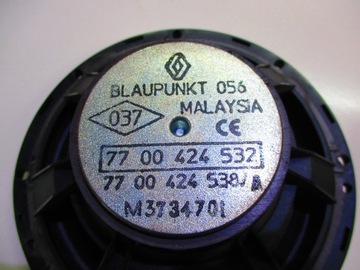 BLAUPUNKT 056
037 MALAYSIA
CE
77 00 424 532
77 00 424 538/A
M3734701